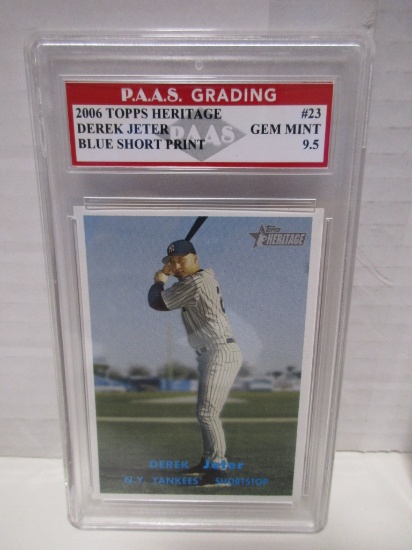 P.A.A.S. GRADING
2006 TOPPS HERITAGE #23
DEREK JETER GEM MINT
BLUE SHORT PRINT 9.5
PAAS
Topps
HERITAGE
DEREK Jeter
N.Y. YANKEES SHORTSTOP